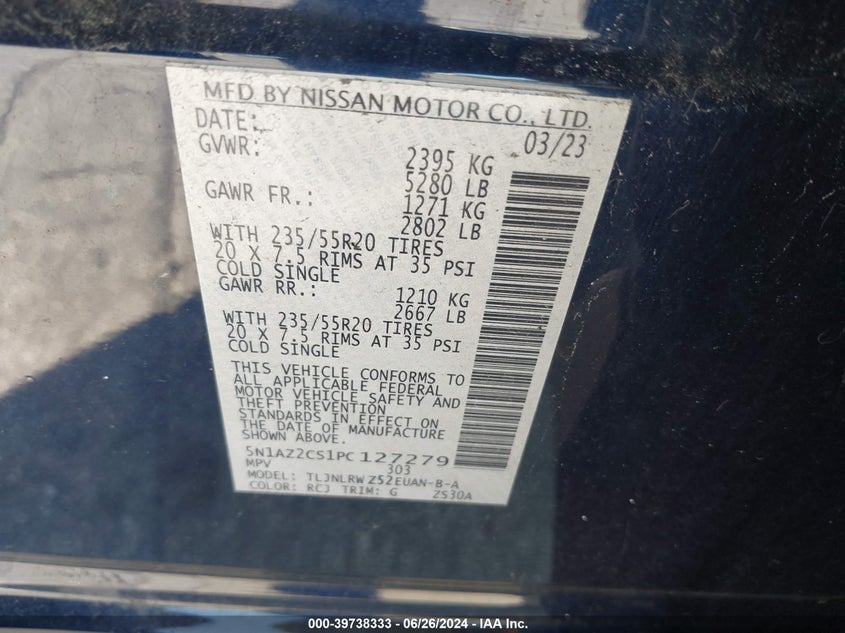 MFD BY NISSAN MOTOR CO., LTD.
DATE: 03/23
GVWR: 2395 KG
5280 LB
GAWR FR.: 1271 KG
2802 LB
WITH 235/55R20 TIRES
20 X 7.5 RIMS AT 35 PSI
COLD SINGLE
GAWR RR.: 1210 KG
2667 LB
WITH 235/55R20 TIRES
20 X 7.5 RIMS AT 35 PSI
COLD SINGLE
THIS VEHICLE CONFORMS TO
ALL APPLICABLE FEDERAL
MOTOR VEHICLE SAFETY AND
THEFT PREVENTION
STANDARDS IN EFFECT ON
THE DATE OF MANUFACTURE
SHOWN ABOVE.
5N1AZ2CS1PC127279
MPV 303
MODEL: TLJNLRW Z52EUAN-B-A
COLOR: RCJ TRIM: G ZS30A
000-39738333 - 06/26/2024 - IAA Inc.